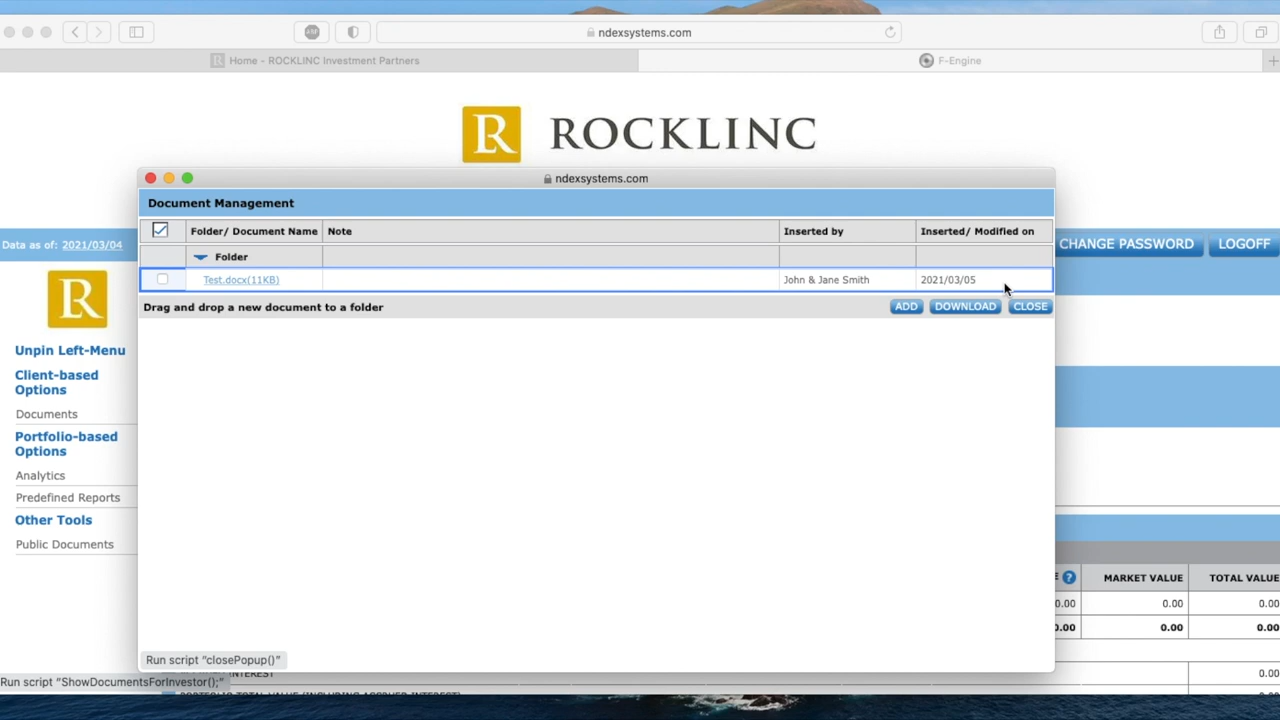 ndexsystems.com
Home - ROCKLINC Investment Partners
F-Engine
ROCKLINC
ndexsystems.com
Document Management
Folder/ Document Name Note Inserted by Inserted/ Modified on
Folder
Test.docx(11KB) John & Jane Smith 2021/03/05
Drag and drop a new document to a folder ADD DOWNLOAD CLOSE
Data as of: 2021/03/04
CHANGE PASSWORD LOGOFF
Unpin Left-Menu
Client-based
Options
Documents
Portfolio-based
Options
Analytics
Predefined Reports
Other Tools
Public Documents
MARKET VALUE TOTAL VALUE
0.00 0.00 0.00
0.00 0.00 0.00
Run script "closePopup()"
INTEREST 0.00
Run script "ShowDocumentsForInvestor();"